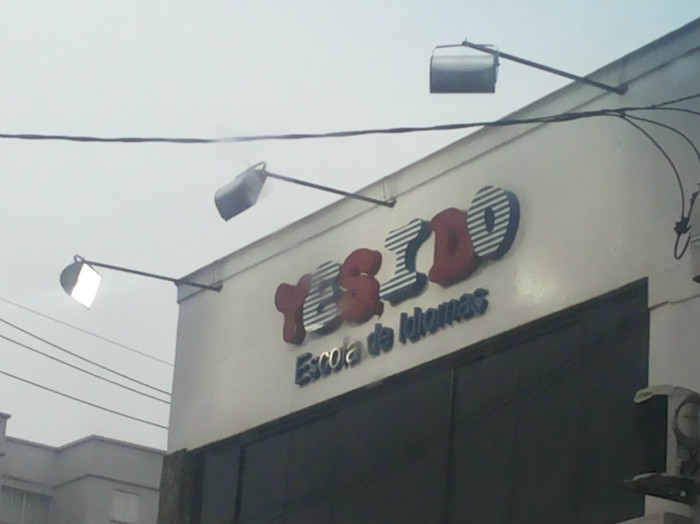 YES I DO
Escola de Idiomas